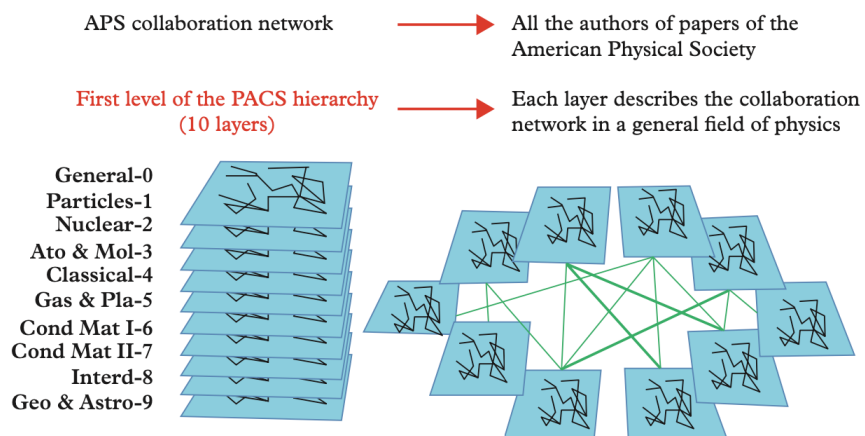 APS collaboration network
All the authors of papers of the
American Physical Society
First level of the PACS hierarchy
(10 layers)
Each layer describes the collaboration
network in a general field of physics
General-0
Particles-1
Nuclear-2
Ato & Mol-3
Classical-4
Gas & Pla-5
Cond Mat I-6
Cond Mat II-7
Interd-8
Geo & Astro-9